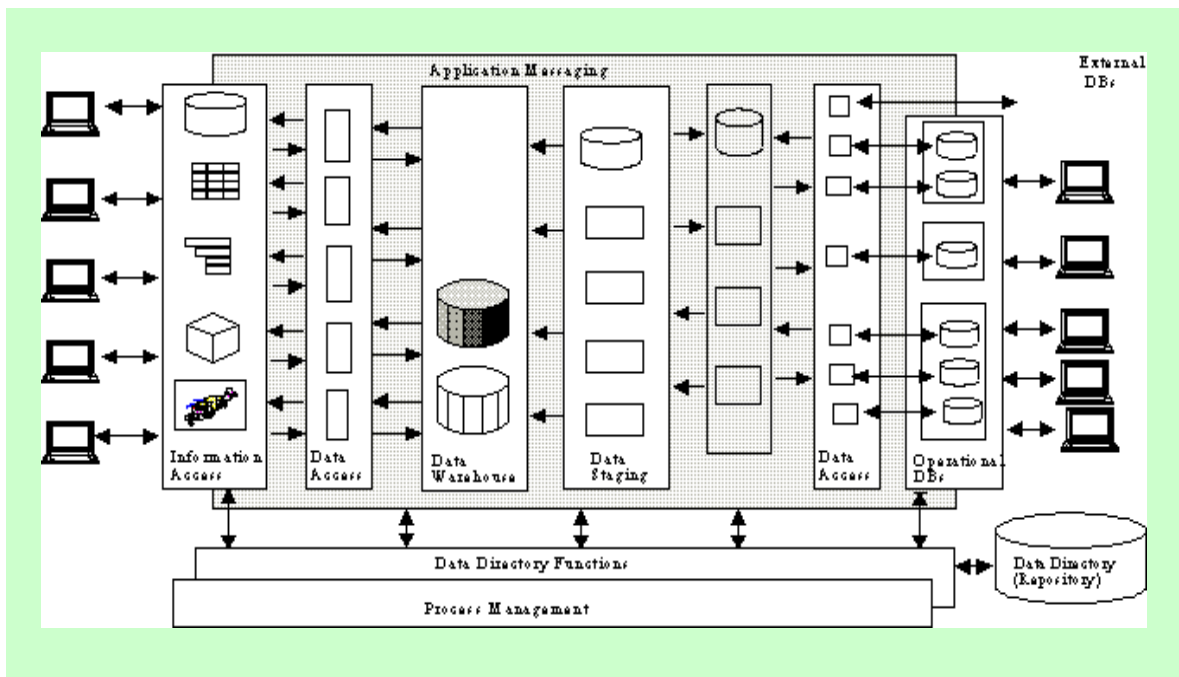 Application Messaging
External
DBs
Information
Access
Data
Access
Data
Warehouse
Data
Staging
Data
Access
Operational
DBs
Data Directory Functions
Data Directory
(Repository)
Process Management